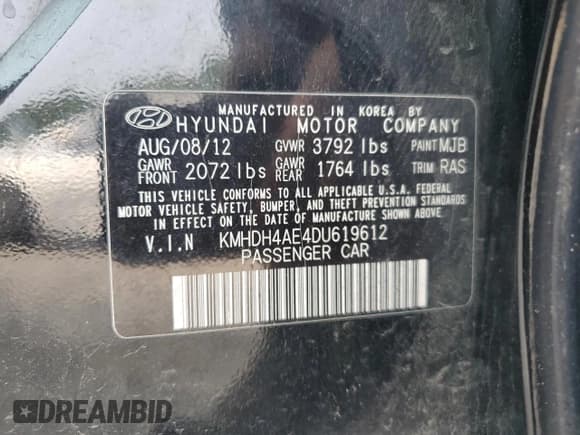 MANUFACTURED IN KOREA BY
HYUNDAI MOTOR COMPANY
AUG/08/12 GVWR 3792 lbs PAINT MJB
GAWR FRONT 2072 lbs GAWR REAR 1764 lbs TRIM RAS
THIS VEHICLE CONFORMS TO ALL APPLICABLE U.S.A. FEDERAL
MOTOR VEHICLE SAFETY, BUMPER, AND THEFT PREVENTION STANDARDS
IN EFFECT ON THE DATE OF MANUFACTURE SHOWN ABOVE.
V.I.N KMHDH4AE4DU619612
PASSENGER CAR
DREAMBID